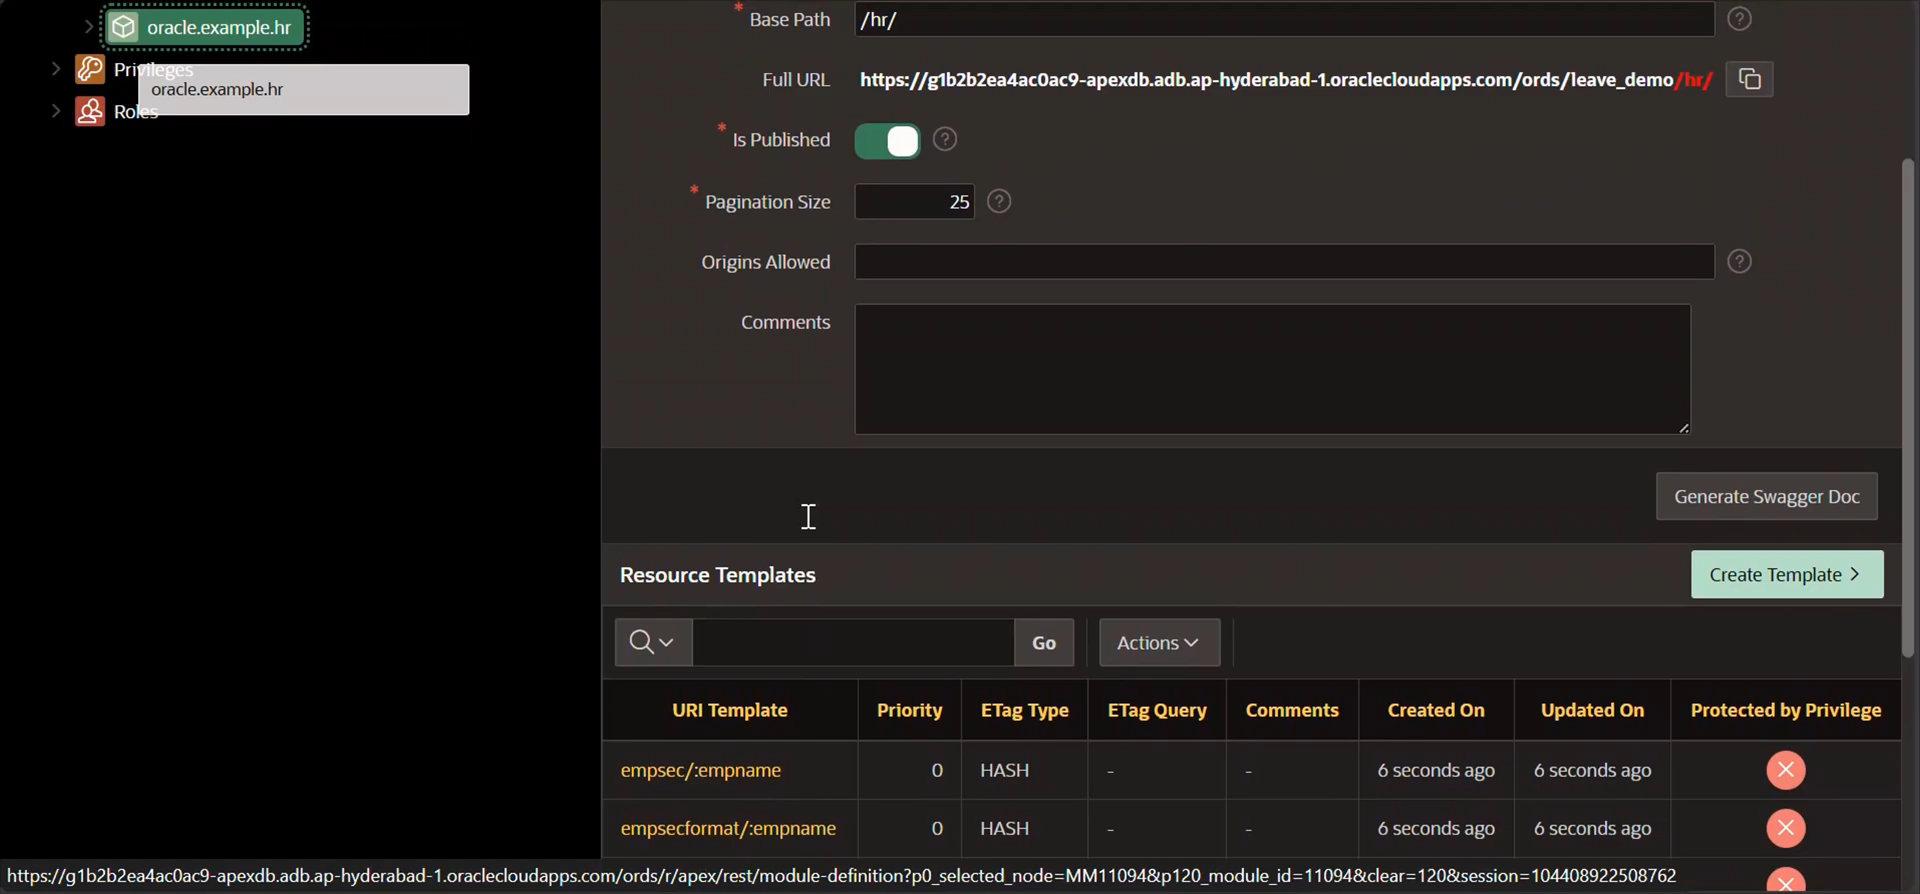 oracle.example.hr
Privileges
oracle.example.hr
Roles
* Base Path /hr/ ?
Full URL https://g1b2b2ea4ac0ac9-apexdb.adb.ap-hyderabad-1.oraclecloudapps.com/ords/leave_demo/hr/
* Is Published ?
* Pagination Size 25 ?
Origins Allowed ?
Comments
Generate Swagger Doc
Resource Templates Create Template >
Go Actions
URI Template Priority ETag Type ETag Query Comments Created On Updated On Protected by Privilege
empsec/:empname 0 HASH - - 6 seconds ago 6 seconds ago
empsecformat/:empname 0 HASH - - 6 seconds ago 6 seconds ago
https://g1b2b2ea4ac0ac9-apexdb.adb.ap-hyderabad-1.oraclecloudapps.com/ords/r/apex/rest/module-definition?p0_selected_node=MM11094&p120_module_id=11094&clear=120&session=104408922508762